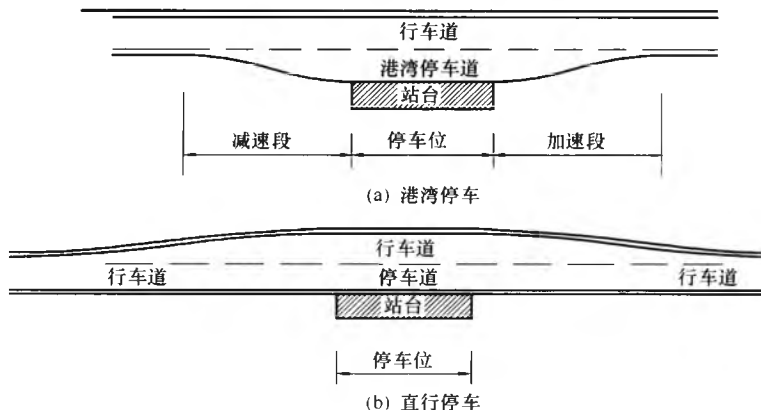 行车道
港湾停车道
站台
减速段 停车位 加速段
(a) 港湾停车
行车道
行车道 停车道 行车道
站台
停车位
(b) 直行停车